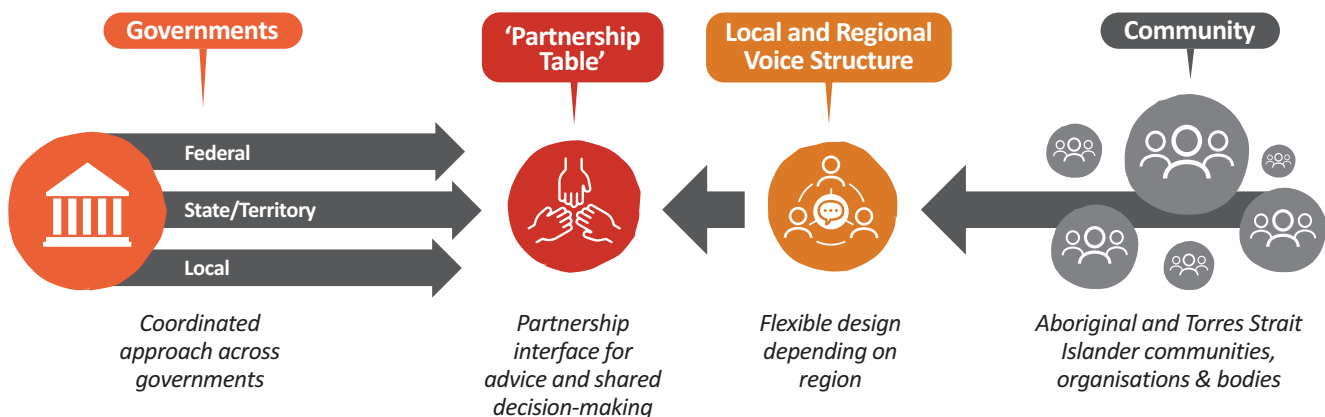 Governments
Federal
State/Territory
Local
Coordinated
approach across
governments
‘Partnership
Table’
Partnership
interface for
advice and shared
decision-making
Local and Regional
Voice Structure
Flexible design
depending on
region
Community
Aboriginal and Torres Strait
Islander communities,
organisations & bodies